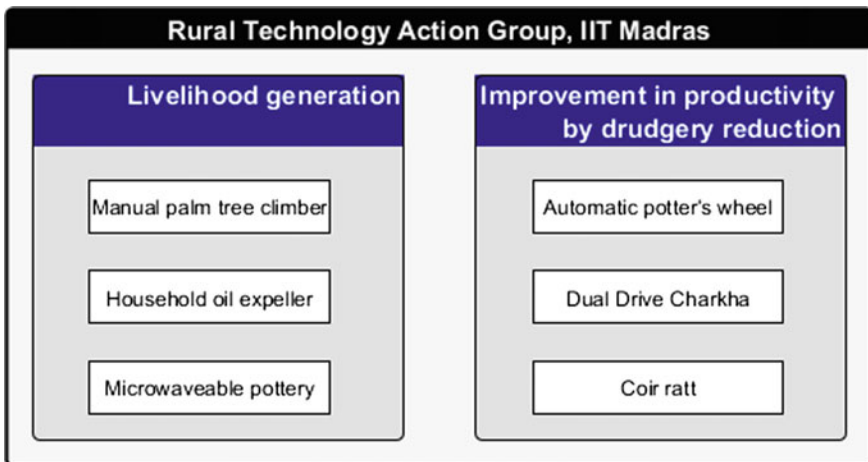 Rural Technology Action Group, IIT Madras
Livelihood generation
Manual palm tree climber
Household oil expeller
Microwaveable pottery
Improvement in productivity
by drudgery reduction
Automatic potter's wheel
Dual Drive Charkha
Coir ratt